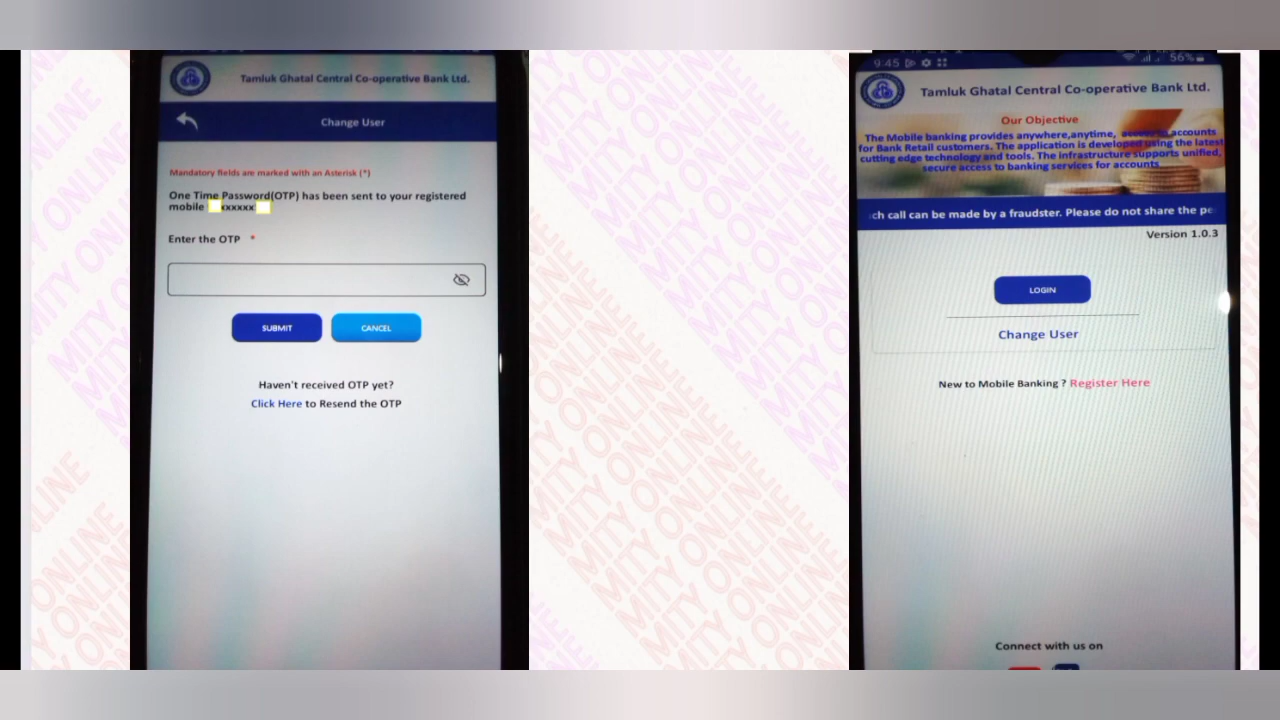 Tamluk Ghatal Central Co-operative Bank Ltd.
Change User
Mandatory fields are marked with an Asterisk (*)
One Time Password(OTP) has been sent to your registered
mobile xxxxxx
Enter the OTP *
SUBMIT
CANCEL
Haven't received OTP yet?
Click Here to Resend the OTP
9:45
56%
Tamluk Ghatal Central Co-operative Bank Ltd.
Our Objective
The Mobile banking provides anywhere,anytime, access to accounts
for Bank Retail customers. The application is developed using the latest
cutting edge technology and tools. The infrastructure supports unified,
secure access to banking services for accounts
ch call can be made by a fraudster. Please do not share the pe
Version 1.0.3
LOGIN
Change User
New to Mobile Banking ? Register Here
Connect with us on
MITY ONLINE